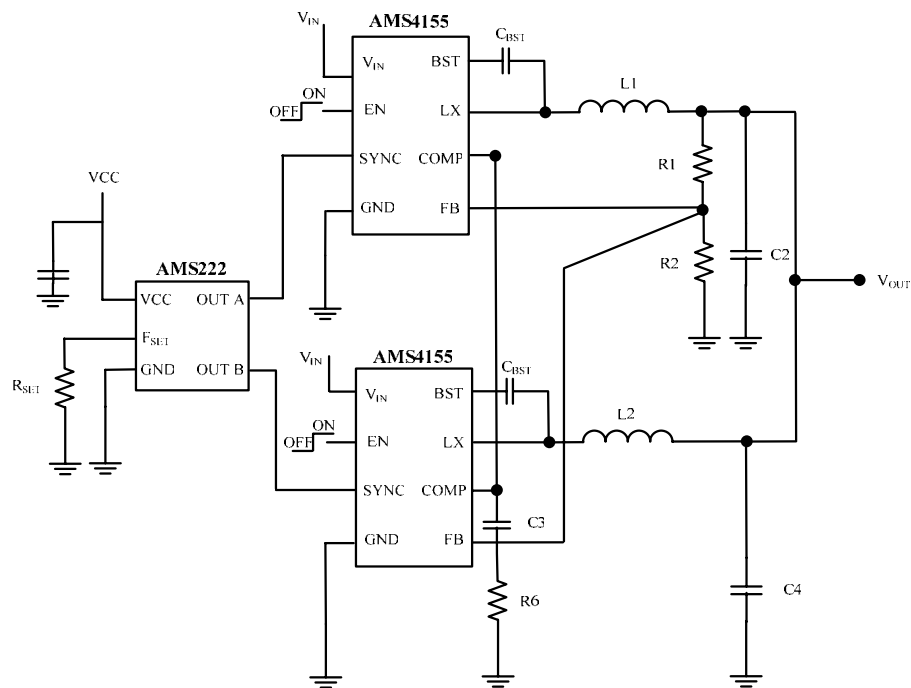 AMS4155
VIN
VIN
EN
SYNC
GND
BST
LX
COMP
FB
ON
OFF
CBST
L1
R1
R2
C2
VOUT
VCC
AMS222
VCC
FSET
GND
OUT A
OUT B
RSET
AMS4155
VIN
VIN
EN
SYNC
GND
BST
LX
COMP
FB
ON
OFF
CBST
L2
C3
R6
C4